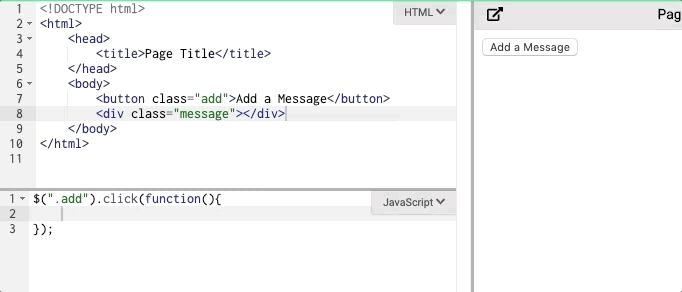 1 <!DOCTYPE html>
HTML
Pag
2 <html>
3 <head>
Add a Message
4 <title>Page Title</title>
5 </head>
6 <body>
7 <button class="add">Add a Message</button>
8 <div class="message"></div>
9 </body>
10 </html>
11
1 $(".add").click(function(){
JavaScript
2
3 });